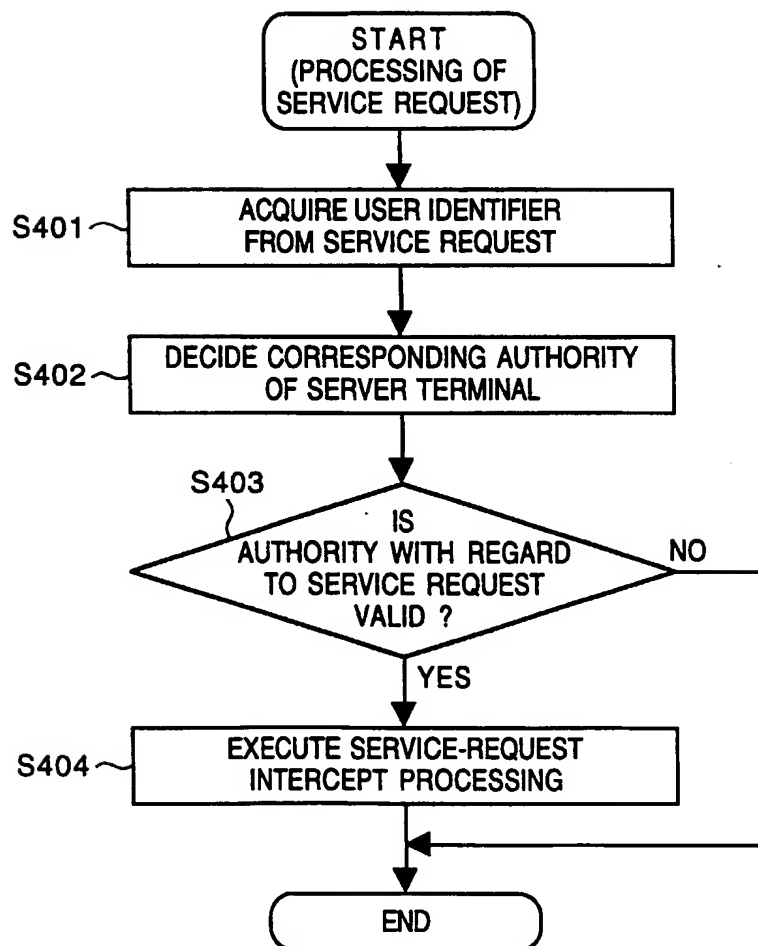 START
(PROCESSING OF
SERVICE REQUEST)
S401
ACQUIRE USER IDENTIFIER
FROM SERVICE REQUEST
S402
DECIDE CORRESPONDING AUTHORITY
OF SERVER TERMINAL
S403
IS
AUTHORITY WITH REGARD
TO SERVICE REQUEST
VALID ?
NO
YES
S404
EXECUTE SERVICE-REQUEST
INTERCEPT PROCESSING
END